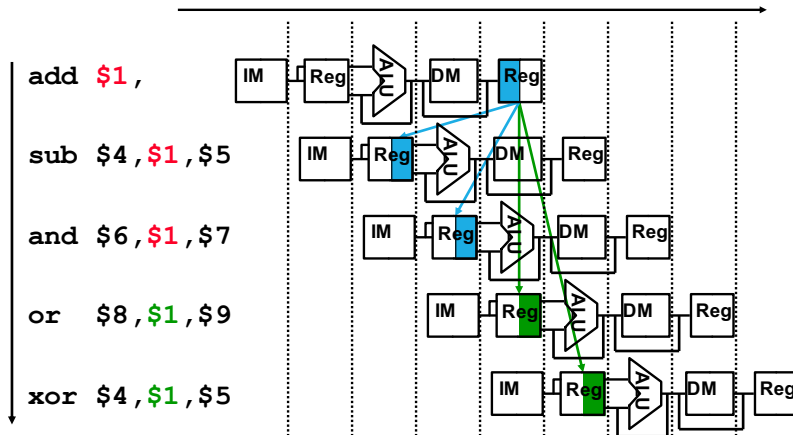 add $1, IM Reg ALU DM Reg
sub $4,$1,$5 IM Reg ALU DM Reg
and $6,$1,$7 IM Reg ALU DM Reg
or $8,$1,$9 IM Reg ALU DM Reg
xor $4,$1,$5 IM Reg ALU DM Reg